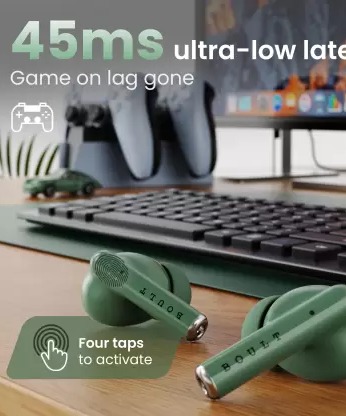 45ms ultra-low late
Game on lag gone
BOULT
BOULT
Four taps
to activate